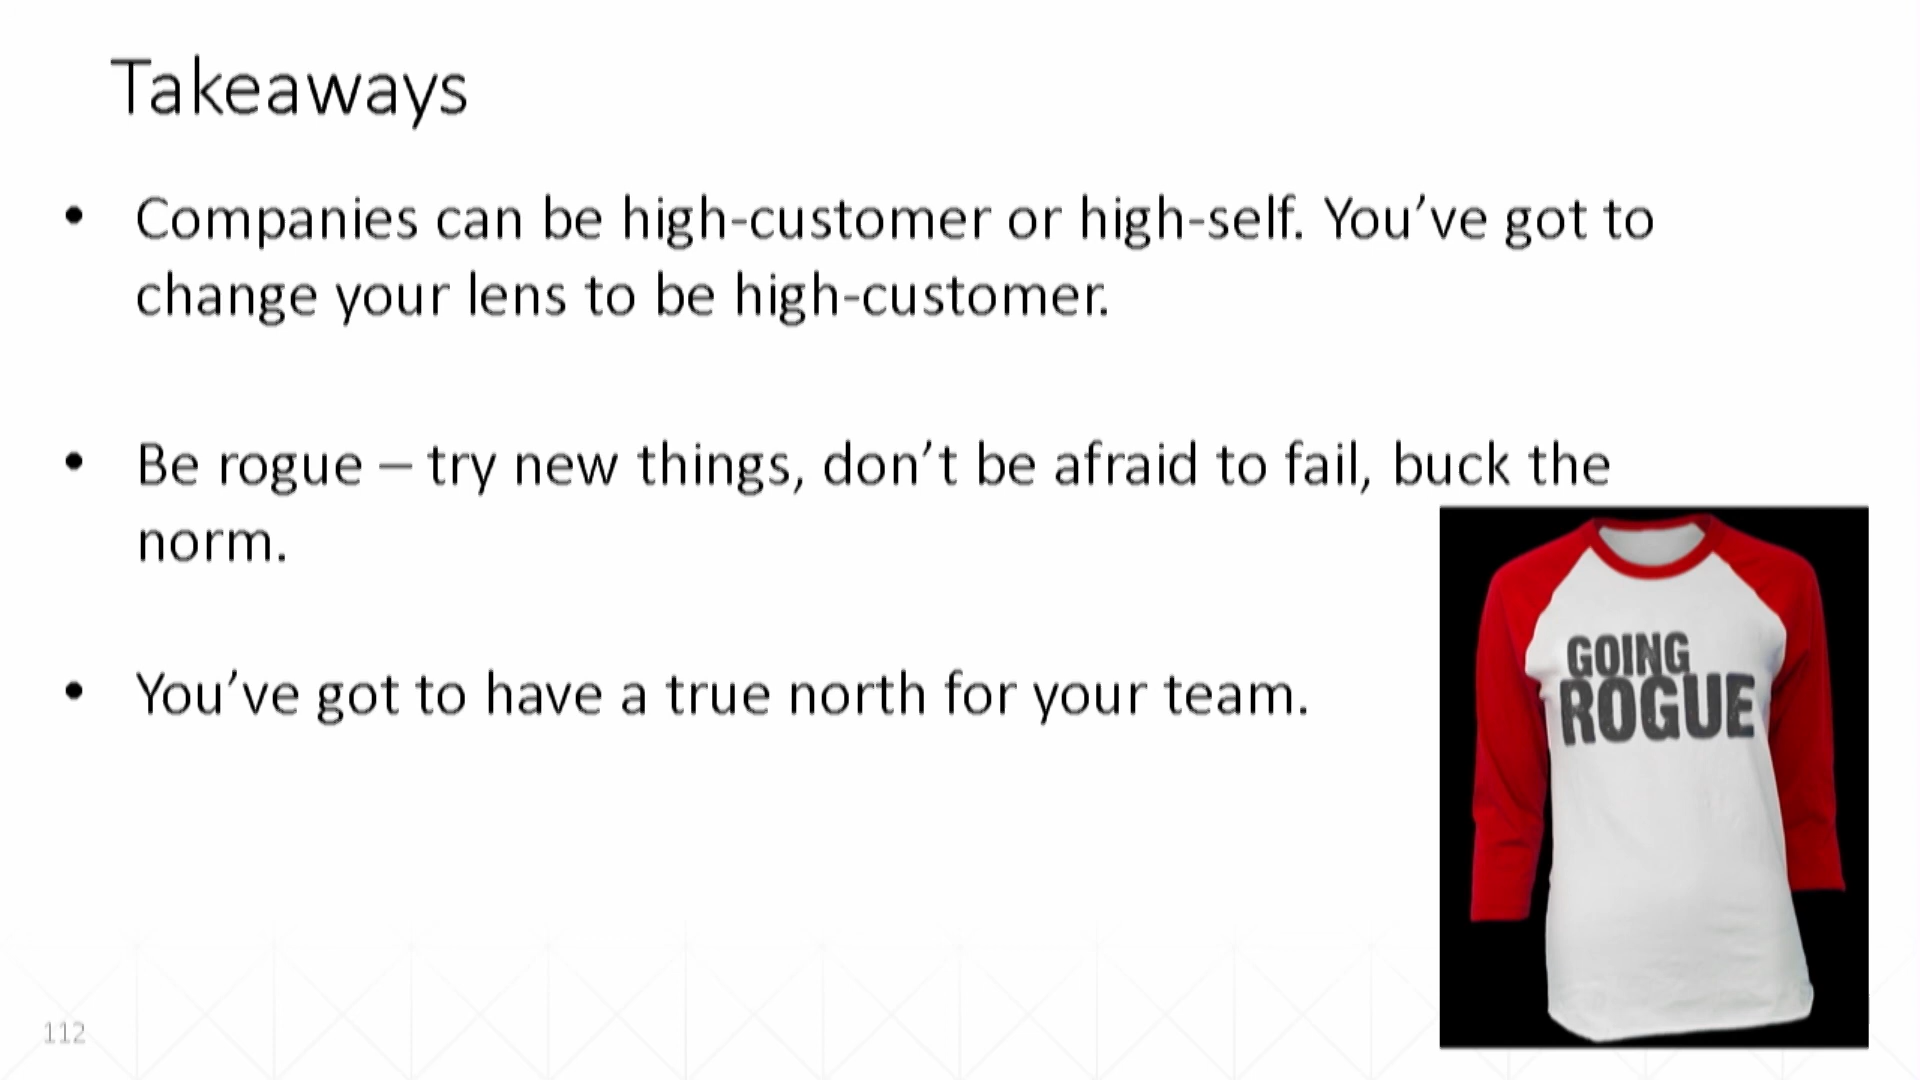 Takeaways
• Companies can be high-customer or high-self. You’ve got to
change your lens to be high-customer.
• Be rogue – try new things, don’t be afraid to fail, buck the
norm.
• You’ve got to have a true north for your team.
GOING
ROGUE
112